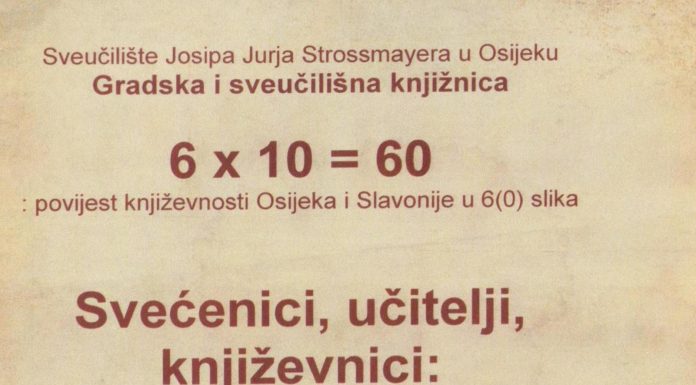 Sveučilište Josipa Jurja Strossmayera u Osijeku
Gradska i sveučilišna knjižnica
6 x 10 = 60
: povijest književnosti Osijeka i Slavonije u 6(0) slika
Svećenici, učitelji,
književnici: